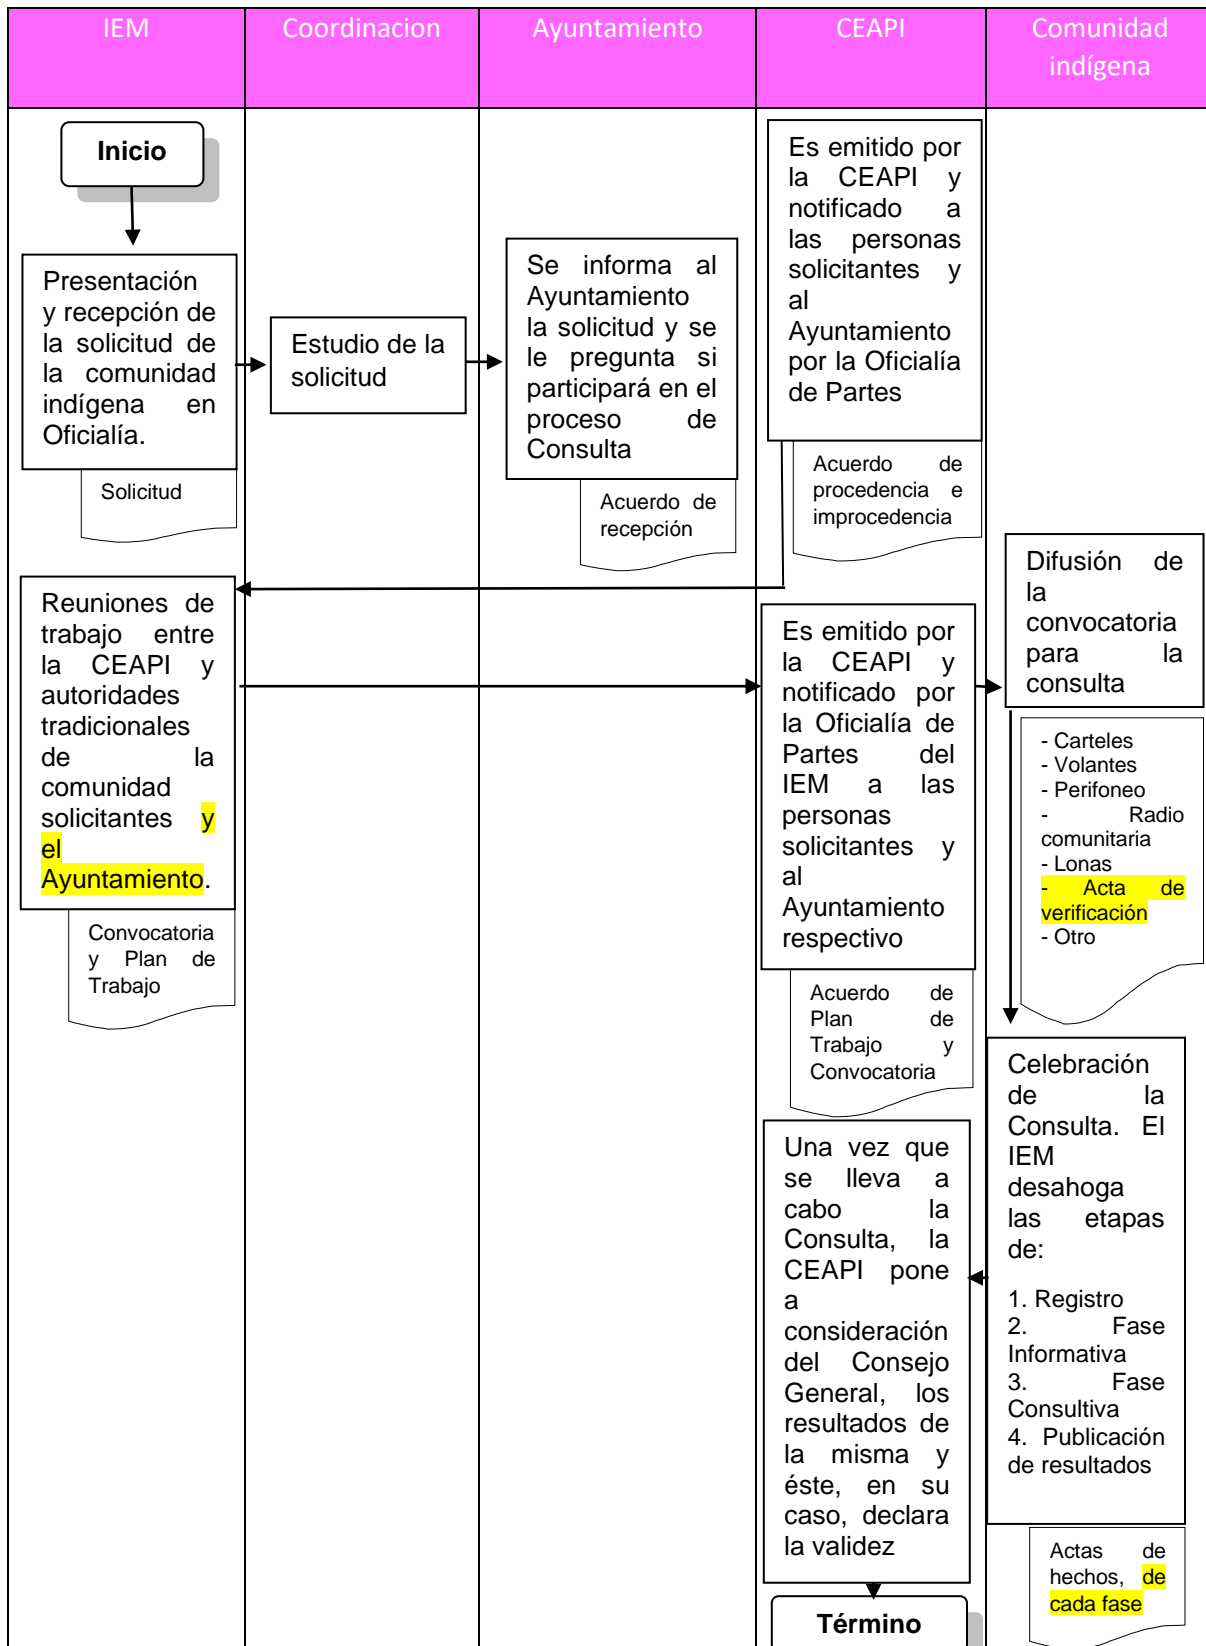 IEM
Coordinacion
Ayuntamiento
CEAPI
Comunidad
indígena
Inicio
Presentación
y recepción de
la solicitud de
la comunidad
indígena en
Oficialía.
Solicitud
Estudio de la
solicitud
Se informa al
Ayuntamiento
la solicitud y se
le pregunta si
participará en el
proceso de
Consulta
Acuerdo de
recepción
Es emitido por
la CEAPI y
notificado a
las personas
solicitantes y
al
Ayuntamiento
por la Oficialía
de Partes
Acuerdo de
procedencia e
improcedencia
Reuniones de
trabajo entre
la CEAPI y
autoridades
tradicionales
de la
comunidad
solicitantes y
el
Ayuntamiento.
Convocatoria
y Plan de
Trabajo
Es emitido por
la CEAPI y
notificado por
la Oficialía de
Partes del
IEM a las
personas
solicitantes y
al
Ayuntamiento
respectivo
Acuerdo de
Plan de
Trabajo y
Convocatoria
Difusión de
la
convocatoria
para la
consulta
- Carteles
- Volantes
- Perifoneo
- Radio
comunitaria
- Lonas
- Acta de
verificación
- Otro
Celebración
de la
Consulta. El
IEM
desahoga
las etapas
de:
1. Registro
2. Fase
Informativa
3. Fase
Consultiva
4. Publicación
de resultados
Actas de
hechos, de
cada fase
Una vez que
se lleva a
cabo la
Consulta, la
CEAPI pone
a
consideración
del Consejo
General, los
resultados de
la misma y
éste, en su
caso, declara
la validez
Término